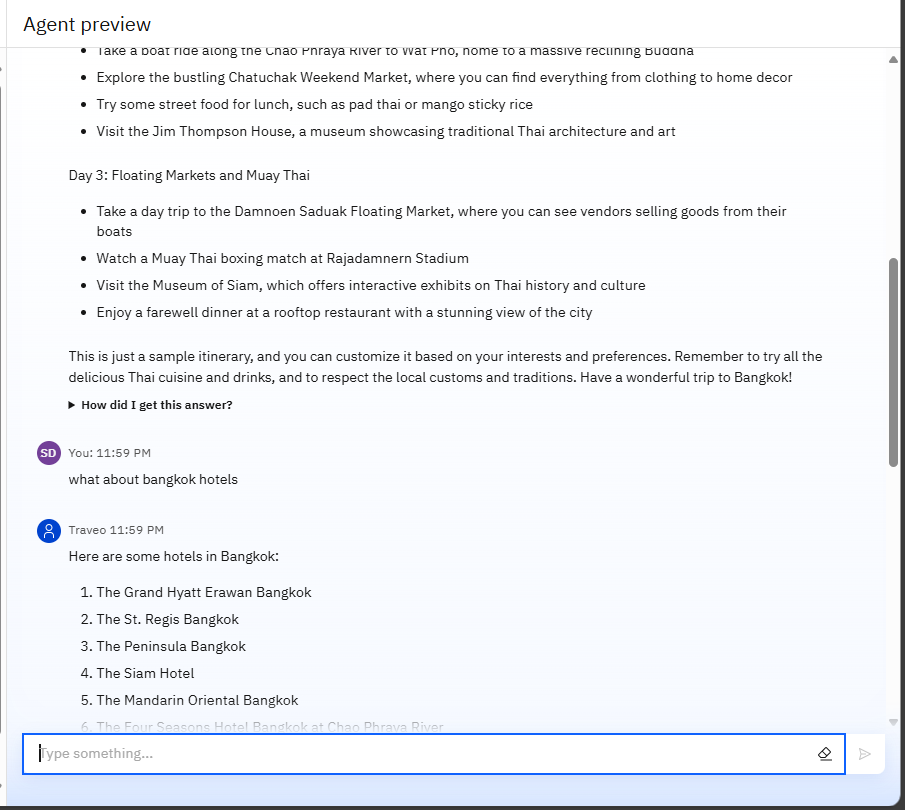 Agent preview
Take a boat ride along the Chao Phraya River to Wat Pho, home to a massive reclining Buddha
Explore the bustling Chatuchak Weekend Market, where you can find everything from clothing to home decor
Try some street food for lunch, such as pad thai or mango sticky rice
Visit the Jim Thompson House, a museum showcasing traditional Thai architecture and art
Day 3: Floating Markets and Muay Thai
Take a day trip to the Damnoen Saduak Floating Market, where you can see vendors selling goods from their
boats
Watch a Muay Thai boxing match at Rajadamnern Stadium
Visit the Museum of Siam, which offers interactive exhibits on Thai history and culture
Enjoy a farewell dinner at a rooftop restaurant with a stunning view of the city
This is just a sample itinerary, and you can customize it based on your interests and preferences. Remember to try all the
delicious Thai cuisine and drinks, and to respect the local customs and traditions. Have a wonderful trip to Bangkok!
How did I get this answer?
SD You: 11:59 PM
what about bangkok hotels
Traveo 11:59 PM
Here are some hotels in Bangkok:
1. The Grand Hyatt Erawan Bangkok
2. The St. Regis Bangkok
3. The Peninsula Bangkok
4. The Siam Hotel
5. The Mandarin Oriental Bangkok
6. The Four Seasons Hotel Bangkok at Chao Phraya River
Type something...